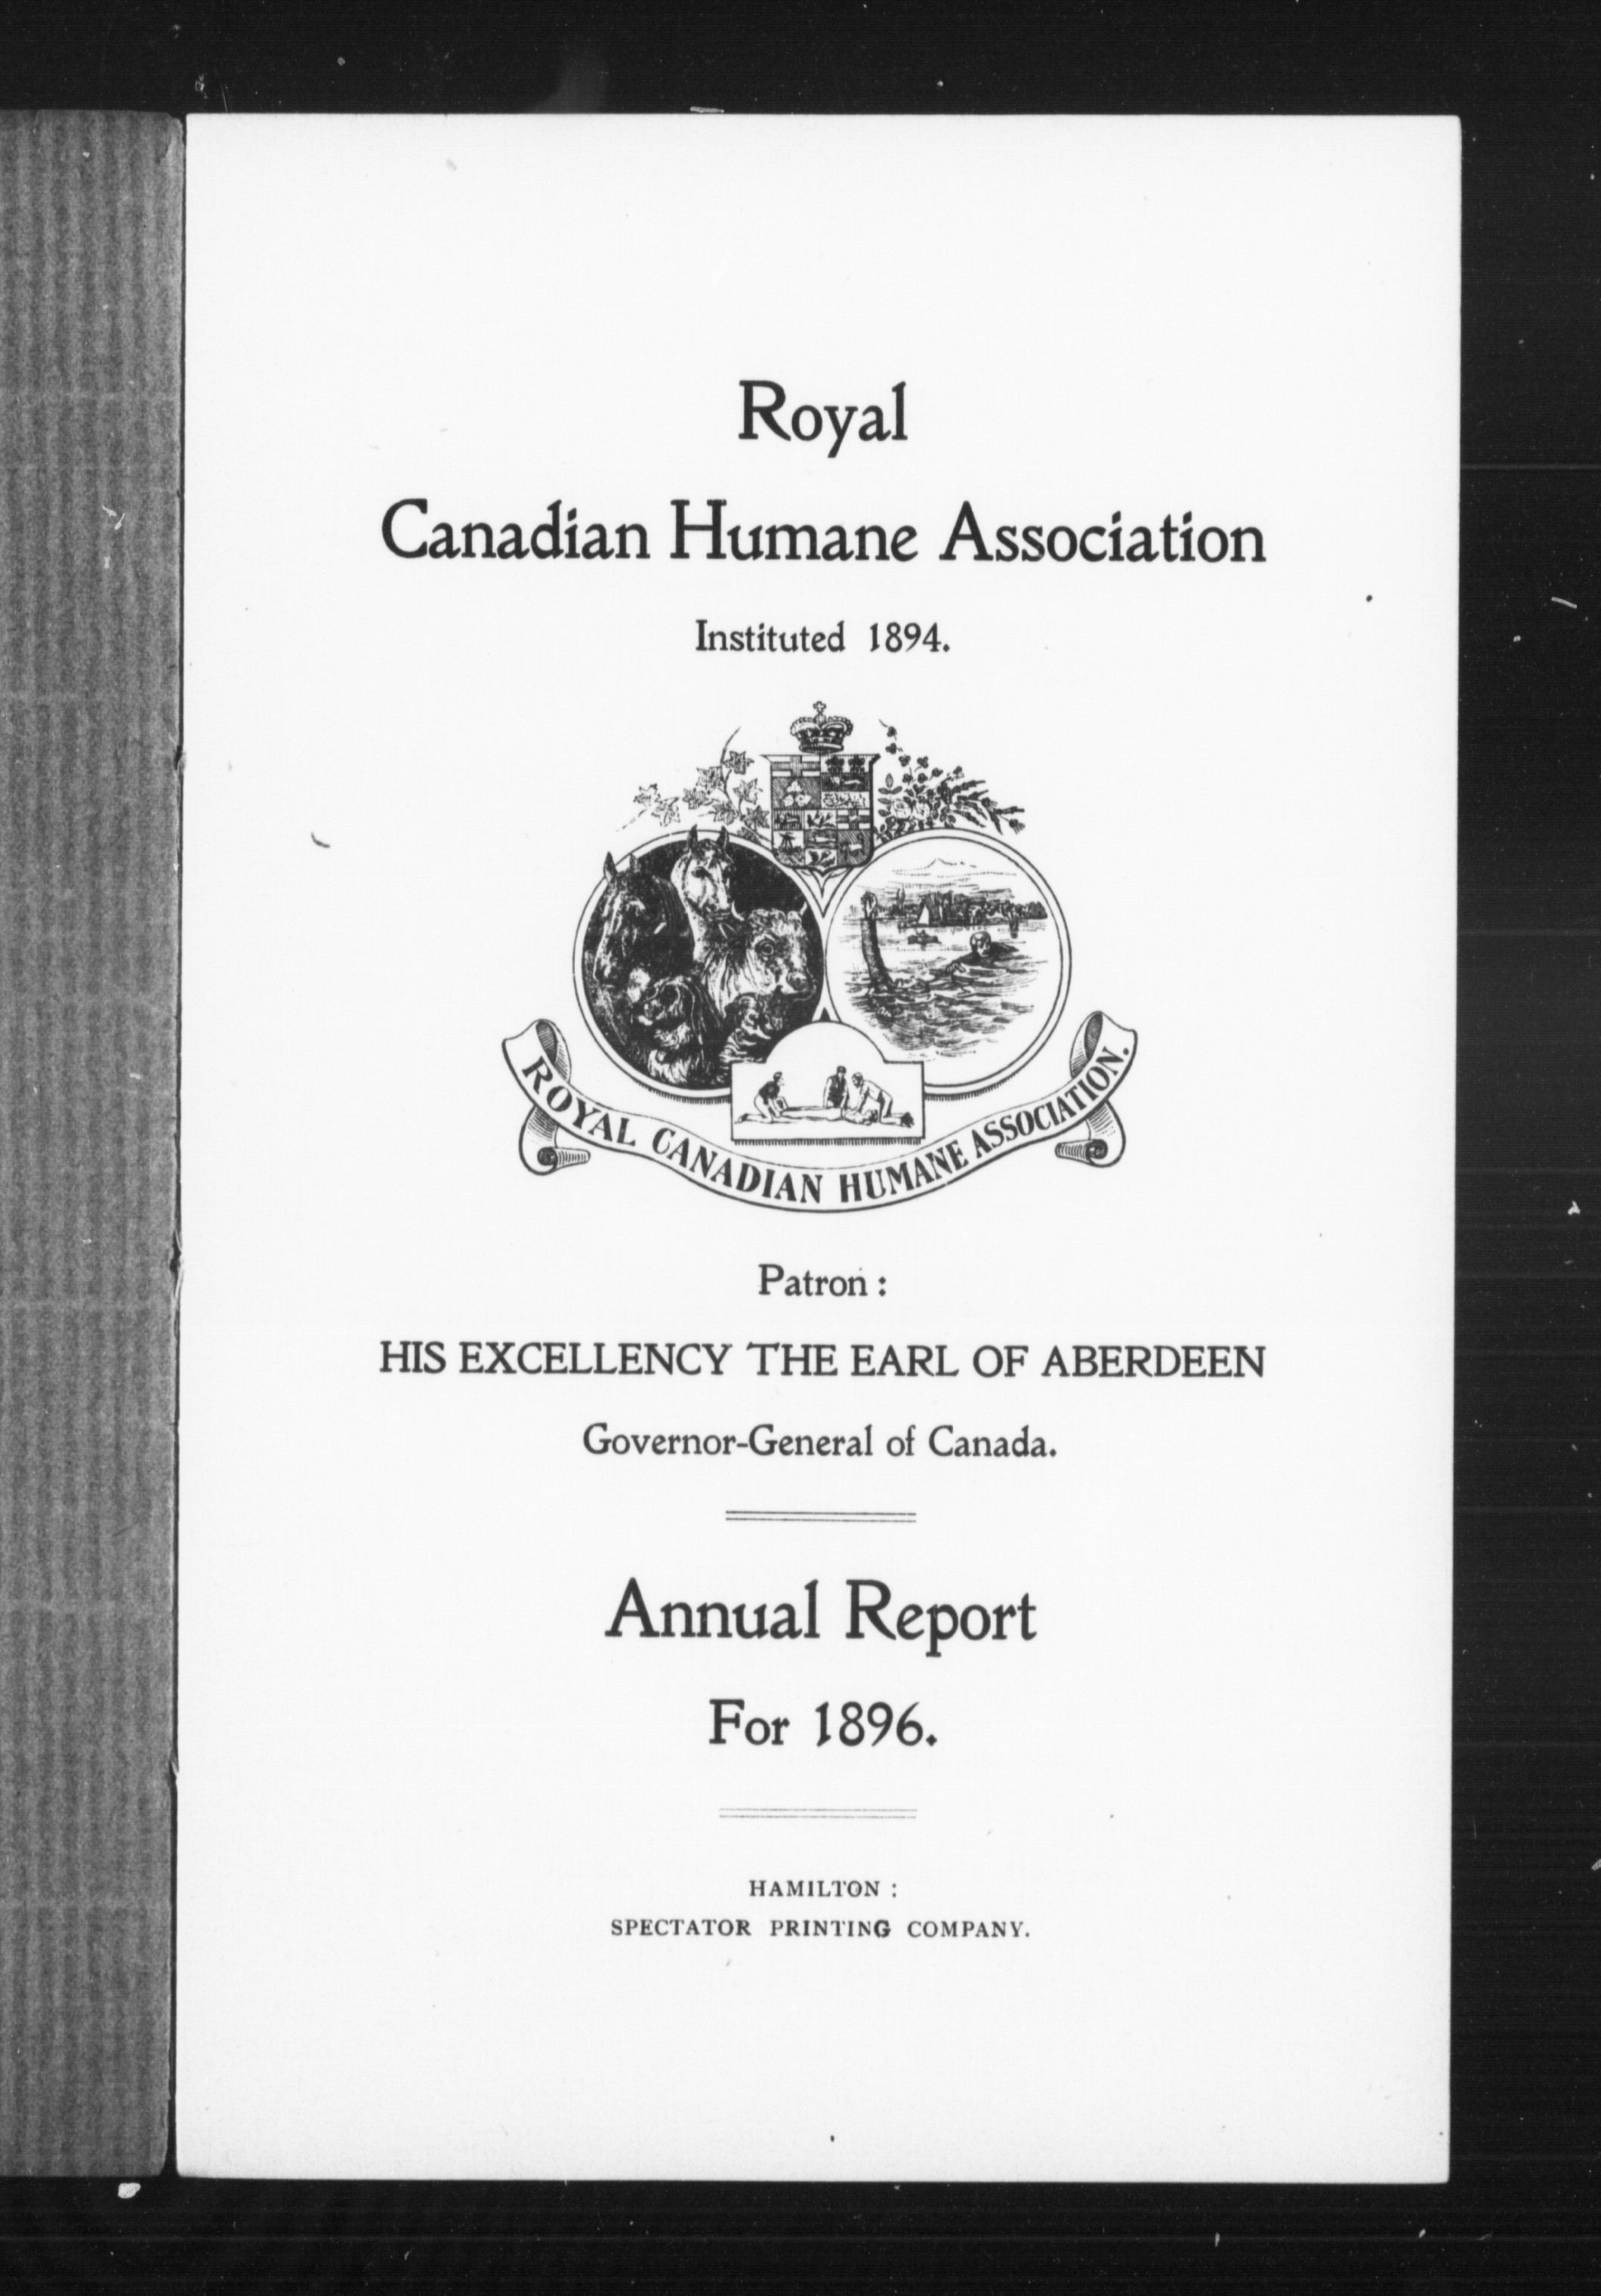 Royal
Canadian Humane Association
Instituted 1894.
ROYAL CANADIAN HUMANE ASSOCIATION.
Patron :
HIS EXCELLENCY THE EARL OF ABERDEEN
Governor-General of Canada.
Annual Report
For 1896.
HAMILTON :
SPECTATOR PRINTING COMPANY.